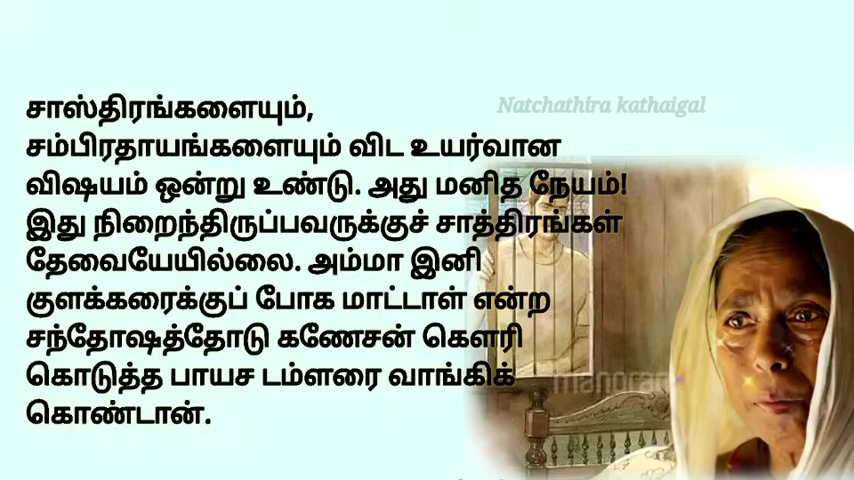 Natchathira kathaigal
சாஸ்திரங்களையும்,
சம்பிரதாயங்களையும் விட உயர்வான
விஷயம் ஒன்று உண்டு. அது மனித நேயம்!
இது நிறைந்திருப்பவருக்குச் சாத்திரங்கள்
தேவையேயில்லை. அம்மா இனி
குளக்கரைக்குப் போக மாட்டாள் என்ற
சந்தோஷத்தோடு கணேசன் கௌரி
கொடுத்த பாயச டம்ளரை வாங்கிக்
கொண்டான்.